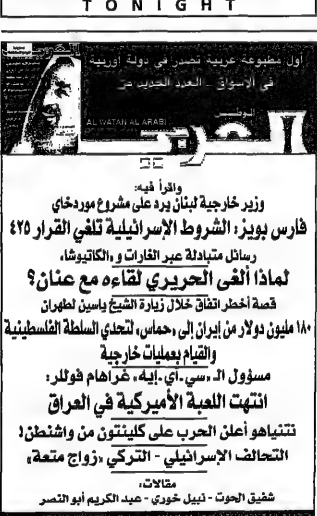 TONIGHT
أول مطبوعة عربية تصدر في دولة أوربية
في الأسواق - العدد الجديد من
الوطن
العربي
AL WATAN AL ARABI
واقرأ فيه:
وزير خارجية لبنان يرد على مشروع موردخاي
فارس بويز: الشروط الإسرائيلية تلغي القرار ٤٢٥
رسائل متبادلة عبر الغارات و«الكاتيوشا»
لماذا ألغى الحريري لقاءه مع عنان؟
قصة أخطر اتفاق خلال زيارة الشيخ ياسين لطهران
١٨٠ مليون دولار من إيران إلى «حماس» لتحدي السلطة الفلسطينية
والقيام بعمليات خارجية
مسؤول الـ«سي.آي.إيه» غراهام فوللر:
انتهت اللعبة الأميركية في العراق
نتنياهو أعلن الحرب على كلينتون من واشنطن!
التحالف الإسرائيلي - التركي «زواج متعة»
مقالات:
شفيق الحوت - نبيل خوري - عبد الكريم أبو النصر